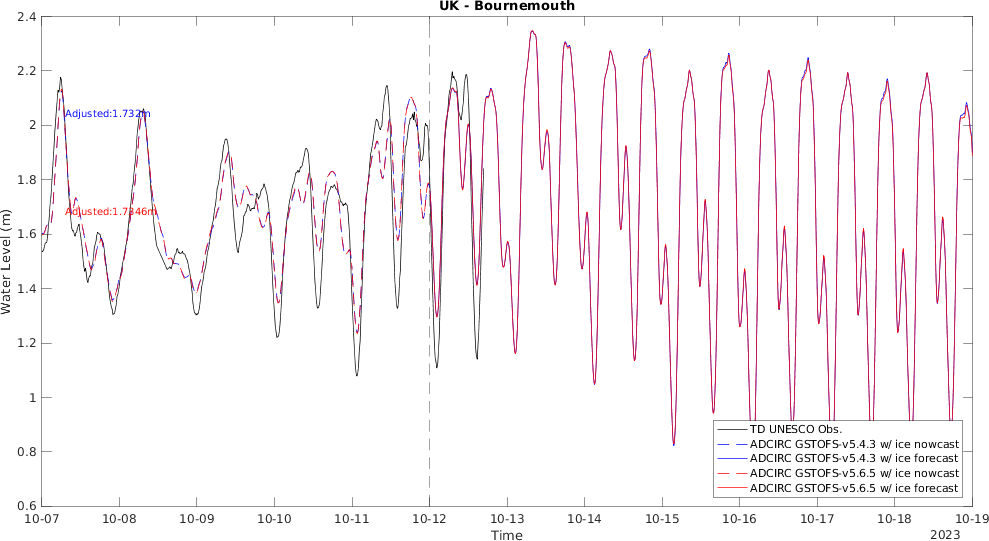 UK - Bournemouth
2.4
2.2
2
1.8
1.6
1.4
1.2
1
0.8
0.6
Water Level (m)
Adjusted:1.732m
Adjusted:1.7346m
TD UNESCO Obs.
ADCIRC GSTOFS-v5.4.3 w/ ice nowcast
ADCIRC GSTOFS-v5.4.3 w/ ice forecast
ADCIRC GSTOFS-v5.6.5 w/ ice nowcast
ADCIRC GSTOFS-v5.6.5 w/ ice forecast
10-07 10-08 10-09 10-10 10-11 10-12 10-13 10-14 10-15 10-16 10-17 10-18 10-19
Time
2023